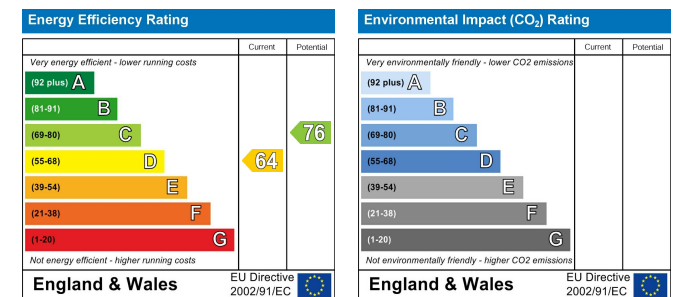 Energy Efficiency Rating
Current Potential
Very energy efficient - lower running costs
(92 plus) A
(81-91) B
(69-80) C
76
(55-68) D
64
(39-54) E
(21-38) F
(1-20) G
Not energy efficient - higher running costs
England & Wales
EU Directive
2002/91/EC
Environmental Impact (CO₂) Rating
Current Potential
Very environmentally friendly - lower CO2 emissions
(92 plus) A
(81-91) B
(69-80) C
(55-68) D
(39-54) E
(21-38) F
(1-20) G
Not environmentally friendly - higher CO2 emissions
England & Wales
EU Directive
2002/91/EC